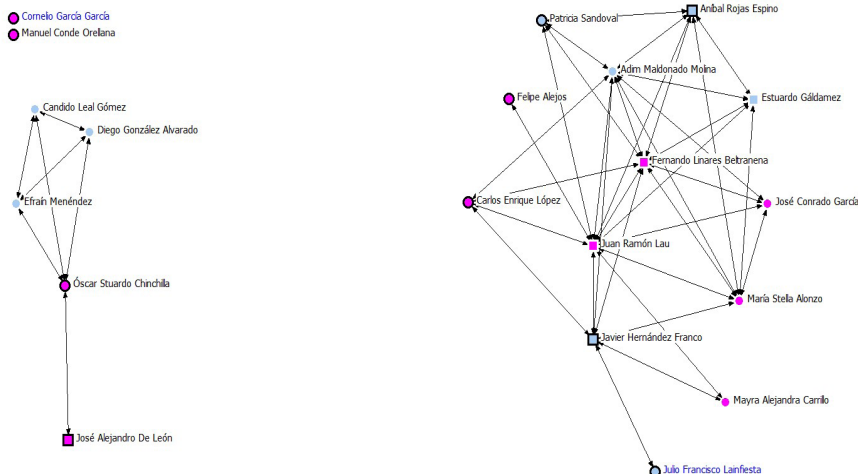 Cornelio García García
Manuel Conde Orellana
Patricia Sandoval
Aníbal Rojas Espino
Adim Maldonado Molina
Felipe Alejos
Estuardo Gáldamez
Candido Leal Gómez
Diego González Alvarado
Fernando Linares Beltranena
Efraín Menéndez
Carlos Enrique López
José Conrado García
Juan Ramón Lau
Óscar Stuardo Chinchilla
María Stella Alonzo
Javier Hernández Franco
Mayra Alejandra Carrillo
José Alejandro De León
Julio Francisco Lainfiesta